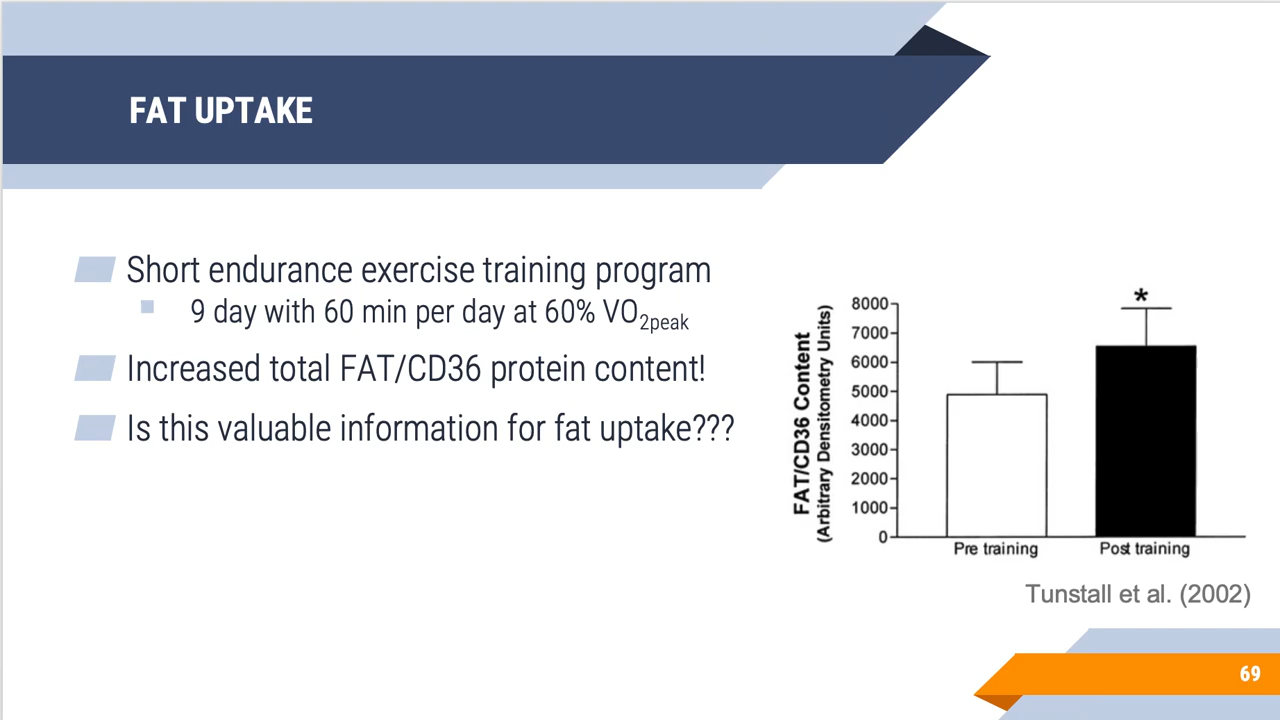 FAT UPTAKE
Short endurance exercise training program
9 day with 60 min per day at 60% VO2peak
Increased total FAT/CD36 protein content!
Is this valuable information for fat uptake???
FAT/CD36 Content
(Arbitrary Densitometry Units)
8000
7000
6000
5000
4000
3000
2000
1000
0
*
Pre training
Post training
Tunstall et al. (2002)
69